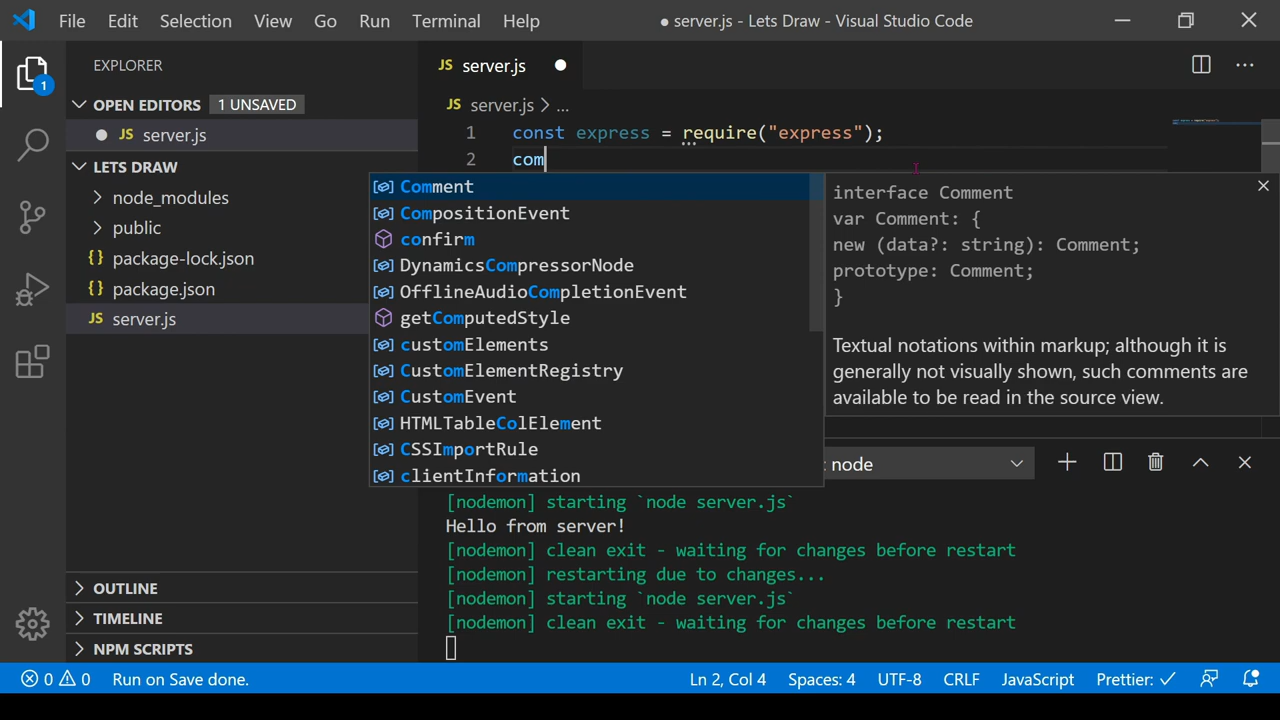 File Edit Selection View Go Run Terminal Help ● server.js - Lets Draw - Visual Studio Code
EXPLORER
1
OPEN EDITORS 1 UNSAVED
JS server.js
LETS DRAW
node_modules
public
{} package-lock.json
{} package.json
JS server.js
OUTLINE
TIMELINE
NPM SCRIPTS
JS server.js
JS server.js > ...
1 const express = require("express");
2 com
Comment
CompositionEvent
confirm
DynamicsCompressorNode
OfflineAudioCompletionEvent
getComputedStyle
customElements
CustomElementRegistry
CustomEvent
HTMLTableColElement
CSSImportRule
clientInformation
interface Comment
var Comment: {
new (data?: string): Comment;
prototype: Comment;
}
Textual notations within markup; although it is
generally not visually shown, such comments are
available to be read in the source view.
: node
[nodemon] starting `node server.js`
Hello from server!
[nodemon] clean exit - waiting for changes before restart
[nodemon] restarting due to changes...
[nodemon] starting `node server.js`
[nodemon] clean exit - waiting for changes before restart
0 0 Run on Save done. Ln 2, Col 4 Spaces: 4 UTF-8 CRLF JavaScript Prettier: ✓